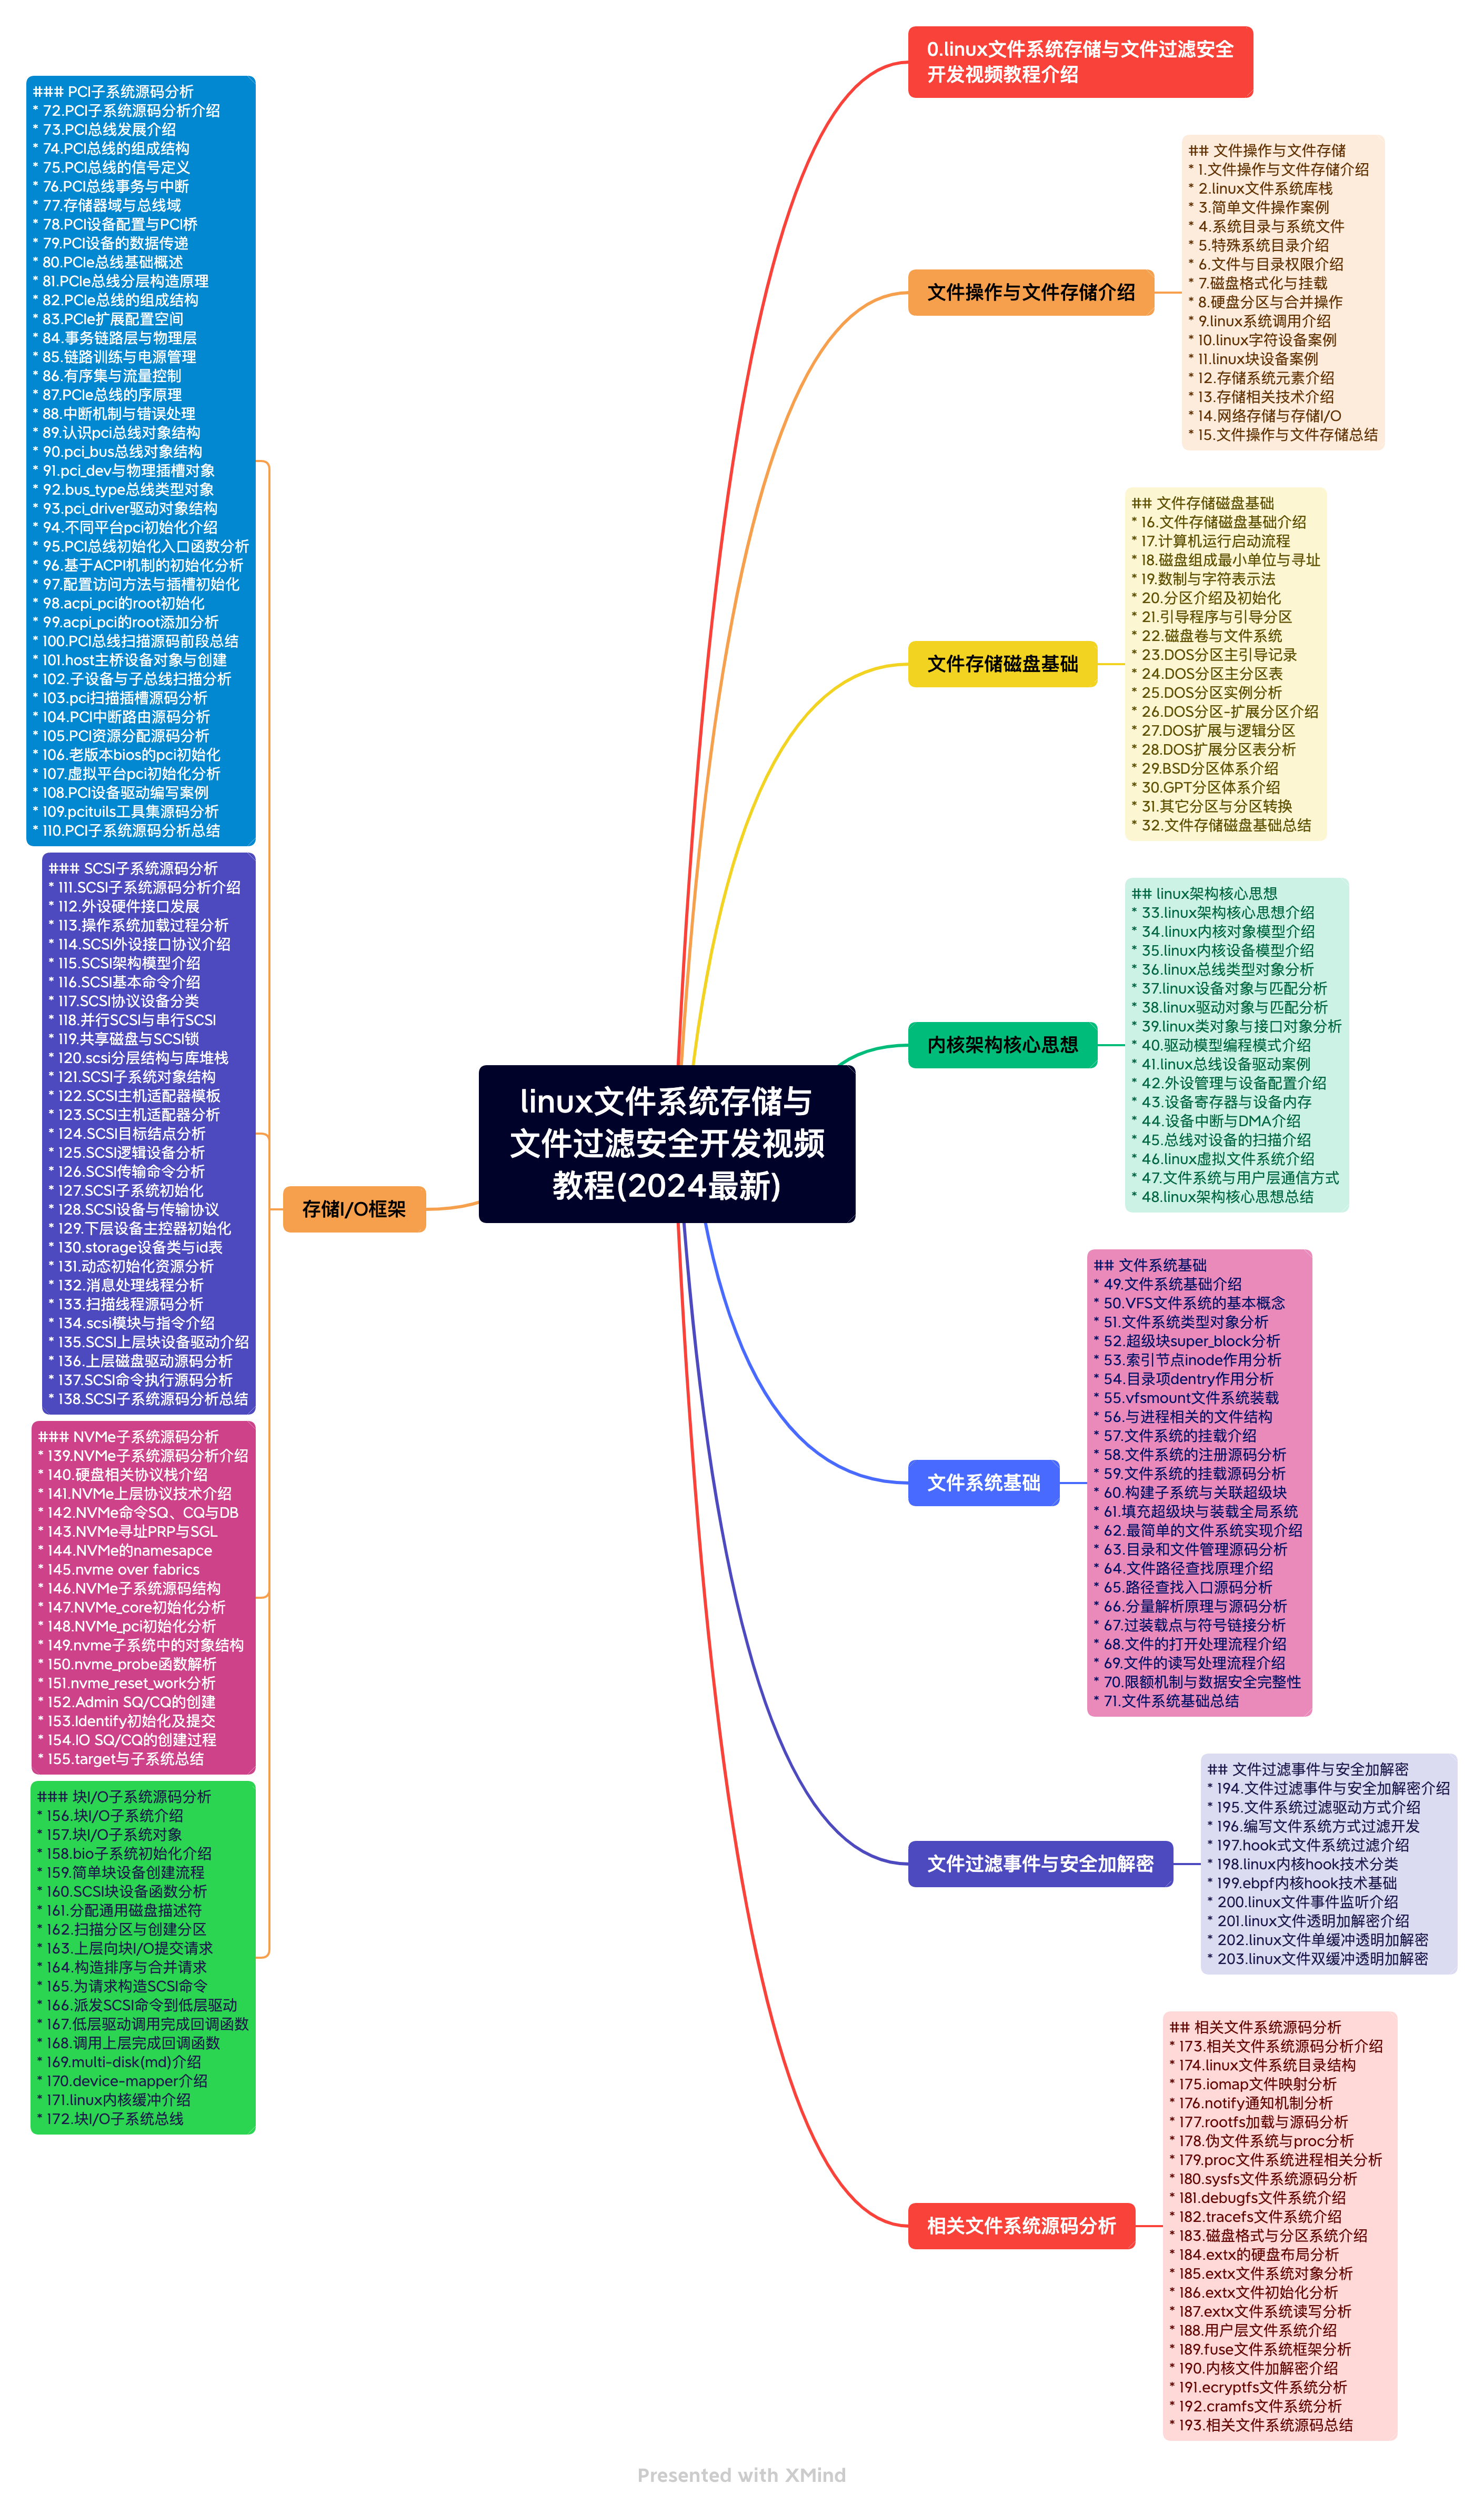 linux文件系统存储与
文件过滤安全开发视频
教程(2024最新)
0.linux文件系统存储与文件过滤安全
开发视频教程介绍
文件操作与文件存储介绍
## 文件操作与文件存储
* 1.文件操作与文件存储介绍
* 2.linux文件系统库栈
* 3.简单文件操作案例
* 4.系统目录与系统文件
* 5.特殊系统目录介绍
* 6.文件与目录权限介绍
* 7.磁盘格式化与挂载
* 8.硬盘分区与合并操作
* 9.linux系统调用介绍
* 10.linux字符设备案例
* 11.linux块设备案例
* 12.存储系统元素介绍
* 13.存储相关技术介绍
* 14.网络存储与存储I/O
* 15.文件操作与文件存储总结
文件存储磁盘基础
## 文件存储磁盘基础
* 16.文件存储磁盘基础介绍
* 17.计算机运行启动流程
* 18.磁盘组成最小单位与寻址
* 19.数制与字符表示法
* 20.分区介绍及初始化
* 21.引导程序与引导分区
* 22.磁盘卷与文件系统
* 23.DOS分区主引导记录
* 24.DOS分区主分区表
* 25.DOS分区实例分析
* 26.DOS分区-扩展分区介绍
* 27.DOS扩展与逻辑分区
* 28.DOS扩展分区表分析
* 29.BSD分区体系介绍
* 30.GPT分区体系介绍
* 31.其它分区与分区转换
* 32.文件存储磁盘基础总结
内核架构核心思想
## linux架构核心思想
* 33.linux架构核心思想介绍
* 34.linux内核对象模型介绍
* 35.linux内核设备模型介绍
* 36.linux总线类型对象分析
* 37.linux设备对象与匹配分析
* 38.linux驱动对象与匹配分析
* 39.linux类对象与接口对象分析
* 40.驱动模型编程模式介绍
* 41.linux总线设备驱动案例
* 42.外设管理与设备配置介绍
* 43.设备寄存器与设备内存
* 44.设备中断与DMA介绍
* 45.总线对设备的扫描介绍
* 46.linux虚拟文件系统介绍
* 47.文件系统与用户层通信方式
* 48.linux架构核心思想总结
文件系统基础
## 文件系统基础
* 49.文件系统基础介绍
* 50.VFS文件系统的基本概念
* 51.文件系统类型对象分析
* 52.超级块super_block分析
* 53.索引节点inode作用分析
* 54.目录项dentry作用分析
* 55.vfsmount文件系统装载
* 56.与进程相关的文件结构
* 57.文件系统的挂载介绍
* 58.文件系统的注册源码分析
* 59.文件系统的挂载源码分析
* 60.构建子系统与关联超级块
* 61.填充超级块与装载全局系统
* 62.最简单的文件系统实现介绍
* 63.目录和文件管理源码分析
* 64.文件路径查找原理介绍
* 65.路径查找入口源码分析
* 66.分量解析原理与源码分析
* 67.过装载点与符号链接分析
* 68.文件的打开处理流程介绍
* 69.文件的读写处理流程介绍
* 70.限额机制与数据安全完整性
* 71.文件系统基础总结
文件过滤事件与安全加解密
## 文件过滤事件与安全加解密
* 194.文件过滤事件与安全加解密介绍
* 195.文件系统过滤驱动方式介绍
* 196.编写文件系统方式过滤开发
* 197.hook式文件系统过滤介绍
* 198.linux内核hook技术分类
* 199.ebpf内核hook技术基础
* 200.linux文件事件监听介绍
* 201.linux文件透明加解密介绍
* 202.linux文件单缓冲透明加解密
* 203.linux文件双缓冲透明加解密
相关文件系统源码分析
## 相关文件系统源码分析
* 173.相关文件系统源码分析介绍
* 174.linux文件系统目录结构
* 175.iomap文件映射分析
* 176.notify通知机制分析
* 177.rootfs加载与源码分析
* 178.伪文件系统与proc分析
* 179.proc文件系统进程相关分析
* 180.sysfs文件系统源码分析
* 181.debugfs文件系统介绍
* 182.tracefs文件系统介绍
* 183.磁盘格式与分区系统介绍
* 184.extx的硬盘布局分析
* 185.extx文件系统对象分析
* 186.extx文件初始化分析
* 187.extx文件系统读写分析
* 188.用户层文件系统介绍
* 189.fuse文件系统框架分析
* 190.内核文件加解密介绍
* 191.ecryptfs文件系统分析
* 192.cramfs文件系统分析
* 193.相关文件系统源码总结
存储I/O框架
### PCI子系统源码分析
* 72.PCI子系统源码分析介绍
* 73.PCI总线发展介绍
* 74.PCI总线的组成结构
* 75.PCI总线的信号定义
* 76.PCI总线事务与中断
* 77.存储器域与总线域
* 78.PCI设备配置与PCI桥
* 79.PCI设备的数据传递
* 80.PCIe总线基础概述
* 81.PCIe总线分层构造原理
* 82.PCIe总线的组成结构
* 83.PCIe扩展配置空间
* 84.事务链路层与物理层
* 85.链路训练与电源管理
* 86.有序集与流量控制
* 87.PCIe总线的序原理
* 88.中断机制与错误处理
* 89.认识pci总线对象结构
* 90.pci_bus总线对象结构
* 91.pci_dev与物理插槽对象
* 92.bus_type总线类型对象
* 93.pci_driver驱动对象结构
* 94.不同平台pci初始化介绍
* 95.PCI总线初始化入口函数分析
* 96.基于ACPI机制的初始化分析
* 97.配置访问方法与插槽初始化
* 98.acpi_pci的root初始化
* 99.acpi_pci的root添加分析
* 100.PCI总线扫描源码前段总结
* 101.host主桥设备对象与创建
* 102.子设备与子总线扫描分析
* 103.pci扫描插槽源码分析
* 104.PCI中断路由源码分析
* 105.PCI资源分配源码分析
* 106.老版本bios的pci初始化
* 107.虚拟平台pci初始化分析
* 108.PCI设备驱动编写案例
* 109.pcituils工具集源码分析
* 110.PCI子系统源码分析总结
### SCSI子系统源码分析
* 111.SCSI子系统源码分析介绍
* 112.外设硬件接口发展
* 113.操作系统加载过程分析
* 114.SCSI外设接口协议介绍
* 115.SCSI架构模型介绍
* 116.SCSI基本命令介绍
* 117.SCSI协议设备分类
* 118.并行SCSI与串行SCSI
* 119.共享磁盘与SCSI锁
* 120.scsi分层结构与库堆栈
* 121.SCSI子系统对象结构
* 122.SCSI主机适配器模板
* 123.SCSI主机适配器分析
* 124.SCSI目标结点分析
* 125.SCSI逻辑设备分析
* 126.SCSI传输命令分析
* 127.SCSI子系统初始化
* 128.SCSI设备与传输协议
* 129.下层设备主控器初始化
* 130.storage设备类与id表
* 131.动态初始化资源分析
* 132.消息处理线程分析
* 133.扫描线程源码分析
* 134.scsi模块与指令介绍
* 135.SCSI上层块设备驱动介绍
* 136.上层磁盘驱动源码分析
* 137.SCSI命令执行源码分析
* 138.SCSI子系统源码分析总结
### NVMe子系统源码分析
* 139.NVMe子系统源码分析介绍
* 140.硬盘相关协议栈介绍
* 141.NVMe上层协议技术介绍
* 142.NVMe命令SQ、CQ与DB
* 143.NVMe寻址PRP与SGL
* 144.NVMe的namesapce
* 145.nvme over fabrics
* 146.NVMe子系统源码结构
* 147.NVMe_core初始化分析
* 148.NVMe_pci初始化分析
* 149.nvme子系统中的对象结构
* 150.nvme_probe函数解析
* 151.nvme_reset_work分析
* 152.Admin SQ/CQ的创建
* 153.Identify初始化及提交
* 154.IO SQ/CQ的创建过程
* 155.target与子系统总结
### 块I/O子系统源码分析
* 156.块I/O子系统介绍
* 157.块I/O子系统对象
* 158.bio子系统初始化介绍
* 159.简单块设备创建流程
* 160.SCSI块设备函数分析
* 161.分配通用磁盘描述符
* 162.扫描分区与创建分区
* 163.上层向块I/O提交请求
* 164.构造排序与合并请求
* 165.为请求构造SCSI命令
* 166.派发SCSI命令到低层驱动
* 167.低层驱动调用完成回调函数
* 168.调用上层完成回调函数
* 169.multi-disk(md)介绍
* 170.device-mapper介绍
* 171.linux内核缓冲介绍
* 172.块I/O子系统总线
Presented with XMind